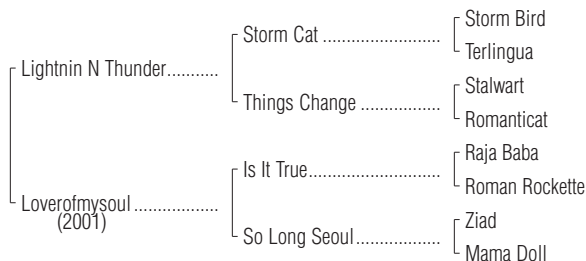 Storm Bird
Storm Cat ........................
Terlingua
Lightnin N Thunder..........
Stalwart
Things Change ................
Romanticat
Raja Baba
Is It True...........................
Roman Rockette
Loverofmysoul .................
(2001)
Ziad
So Long Seoul.................
Mama Doll